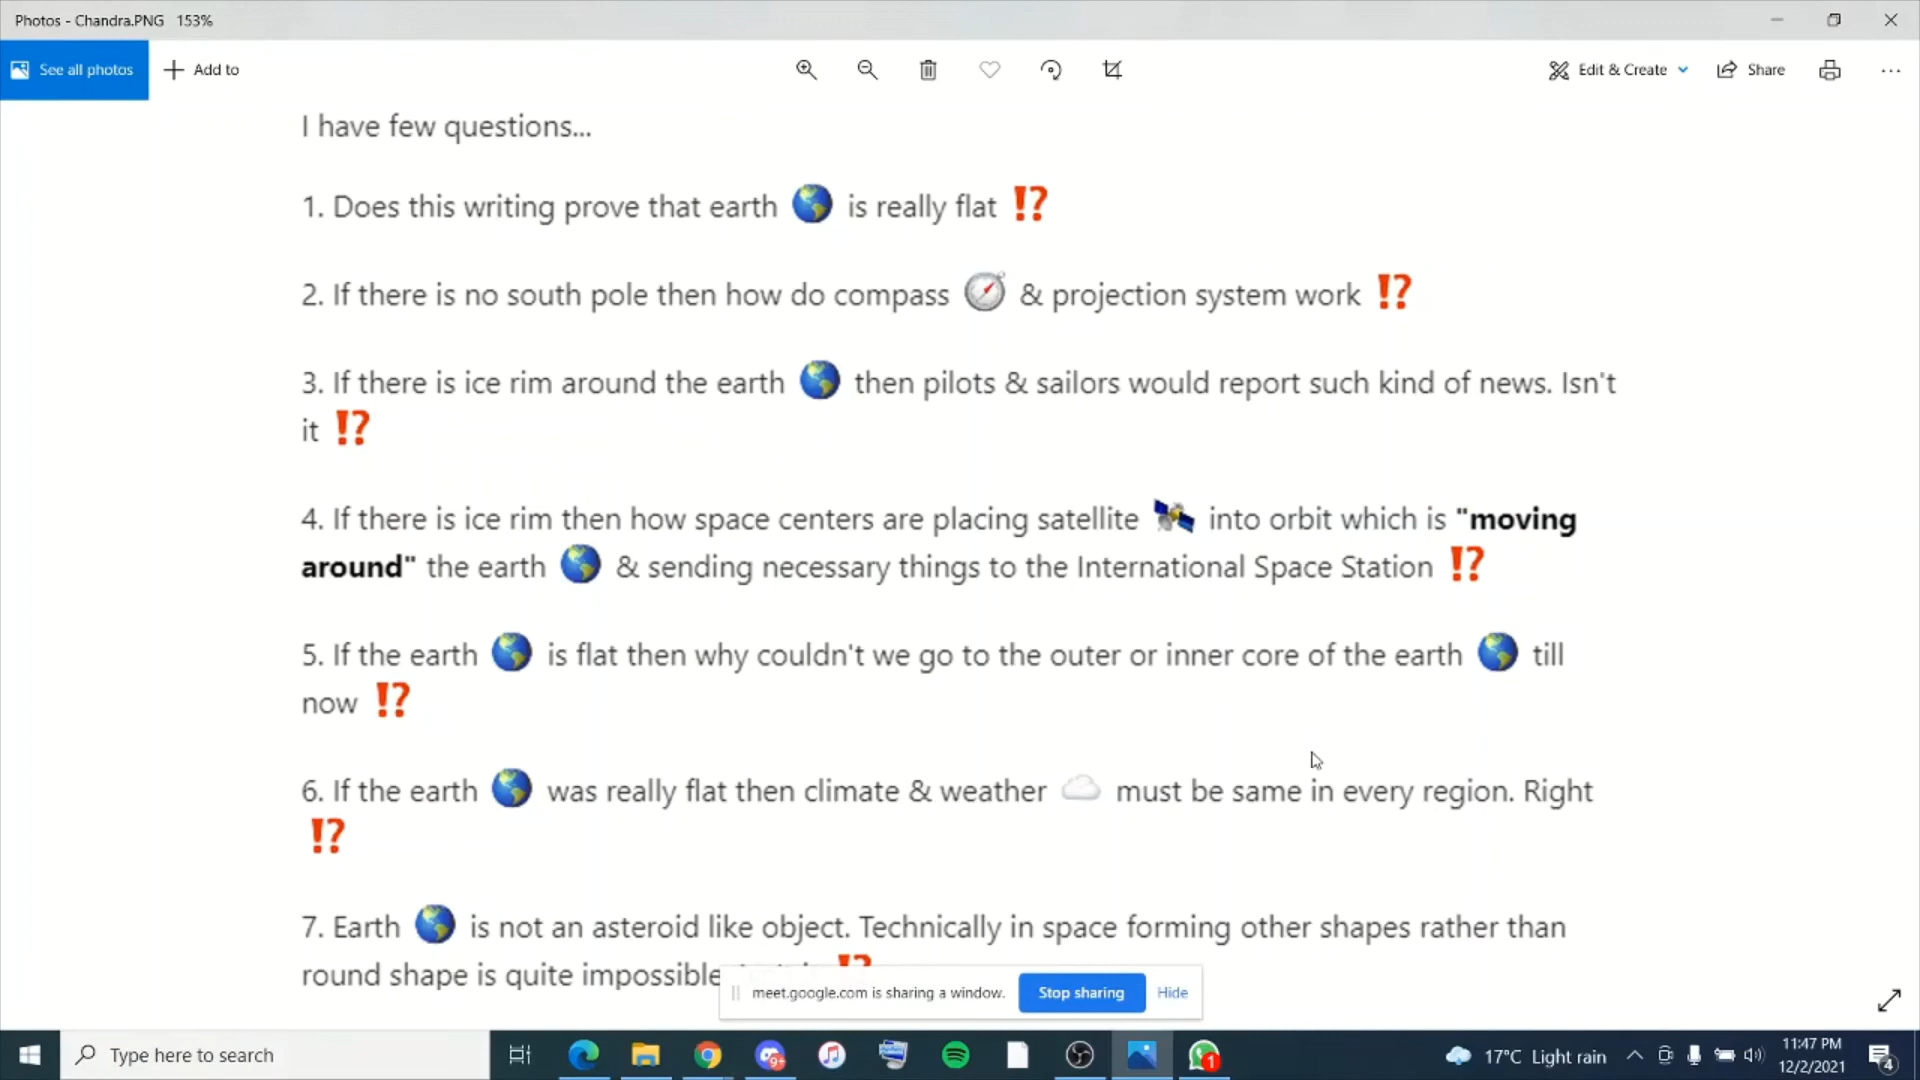 Photos - Chandra.PNG 153%
See all photos
Add to
Edit & Create
Share
I have few questions...
1. Does this writing prove that earth 🌎 is really flat ⁉️
2. If there is no south pole then how do compass 🧭 & projection system work ⁉️
3. If there is ice rim around the earth 🌎 then pilots & sailors would report such kind of news. Isn't
it ⁉️
4. If there is ice rim then how space centers are placing satellite 🛰️ into orbit which is "moving
around" the earth 🌎 & sending necessary things to the International Space Station ⁉️
5. If the earth 🌎 is flat then why couldn't we go to the outer or inner core of the earth 🌎 till
now ⁉️
6. If the earth 🌎 was really flat then climate & weather ☁️ must be same in every region. Right
⁉️
7. Earth 🌎 is not an asteroid like object. Technically in space forming other shapes rather than
round shape is quite impossible ⁉️
meet.google.com is sharing a window.
Stop sharing
Hide
Type here to search
9+
1
17°C Light rain
11:47 PM
12/2/2021
4